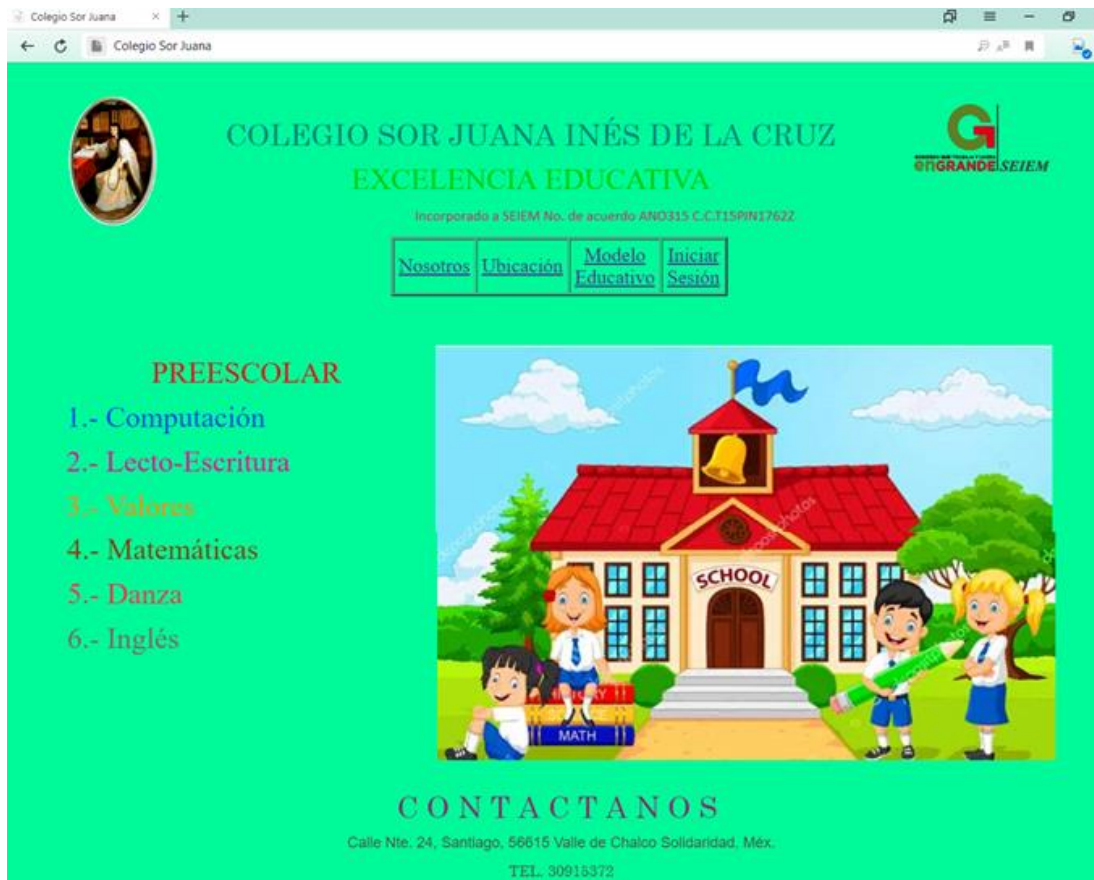 Colegio Sor Juana
Colegio Sor Juana
COLEGIO SOR JUANA INÉS DE LA CRUZ
EXCELENCIA EDUCATIVA
Incorporado a SEIEM No. de acuerdo ANO315 C.C.T15PJN1762Z
enGRANDE SEIEM
Nosotros Ubicación Modelo Educativo Iniciar Sesión
PREESCOLAR
1.- Computación
2.- Lecto-Escritura
3.- Valores
4.- Matemáticas
5.- Danza
6.- Inglés
SCHOOL
MATH
CONTACTANOS
Calle Nte. 24, Santiago, 56615 Valle de Chalco Solidaridad, Méx.
TEL. 30915372